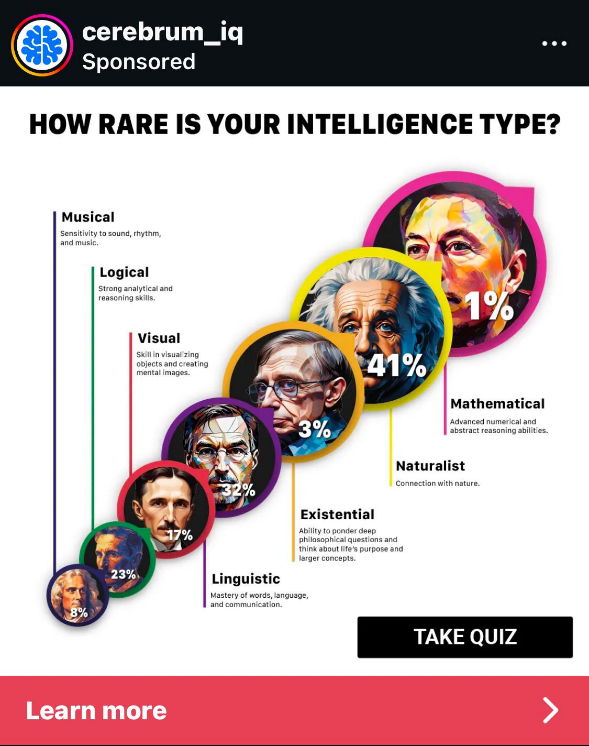 cerebrum_iq
Sponsored
HOW RARE IS YOUR INTELLIGENCE TYPE?
Musical
Sensitivity to sound, rhythm,
and music.
Logical
Strong analytical and
reasoning skills.
Visual
Skill in visualizing
objects and creating
mental images.
1%
41%
3%
32%
17%
23%
8%
Mathematical
Advanced numerical and
abstract reasoning abilities.
Naturalist
Connection with nature.
Existential
Ability to ponder deep
philosophical questions and
think about life's purpose and
larger concepts.
Linguistic
Mastery of words, language,
and communication.
TAKE QUIZ
Learn more